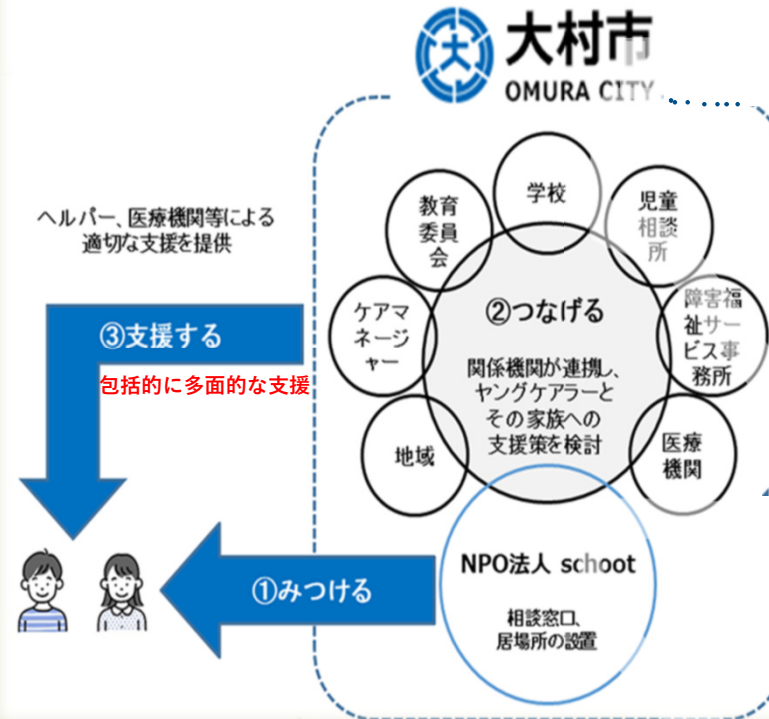 大村市
OMURA CITY
ヘルパー、医療機関等による
適切な支援を提供
③支援する
包括的に多面的な支援
学校
教育
委員
会
児童
相談
所
ケアマ
ネージ
ャー
障害福
祉サー
ビス事
務所
地域
医療
機関
②つなげる
関係機関が連携し、
ヤングケアラーと
その家族への
支援策を検討
①みつける
NPO法人 schoot
相談窓口、
居場所の設置